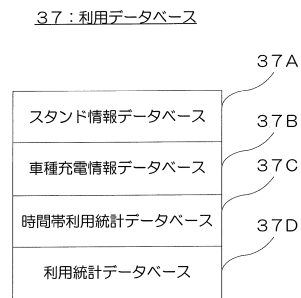 ３７：利用データベース
３７Ａ
スタンド情報データベース
３７Ｂ
車種充電情報データベース
３７Ｃ
時間帯利用統計データベース
３７Ｄ
利用統計データベース